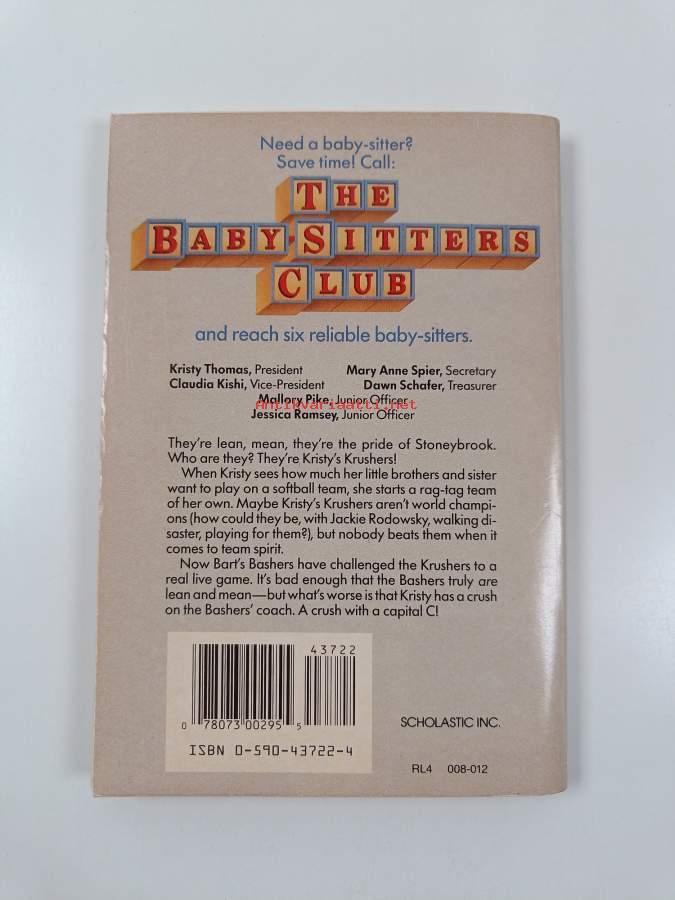 Need a baby-sitter?
Save time! Call:
THE
BABY-SITTERS
CLUB
and reach six reliable baby-sitters.
Kristy Thomas, President Mary Anne Spier, Secretary
Claudia Kishi, Vice-President Dawn Schafer, Treasurer
Mallory Pike, Junior Officer
Antikvariaatti.net
Jessica Ramsey, Junior Officer
They're lean, mean, they're the pride of Stoneybrook.
Who are they? They're Kristy's Krushers!
When Kristy sees how much her little brothers and sister
want to play on a softball team, she starts a rag-tag team
of her own. Maybe Kristy's Krushers aren't world champi-
ons (how could they be, with Jackie Rodowsky, walking di-
saster, playing for them?), but nobody beats them when it
comes to team spirit.
Now Bart's Bashers have challenged the Krushers to a
real live game. It's bad enough that the Bashers truly are
lean and mean—but what's worse is that Kristy has a crush
on the Bashers' coach. A crush with a capital C!
43722
0 78073 00295 5
ISBN 0-590-43722-4
SCHOLASTIC INC.
RL4 008-012